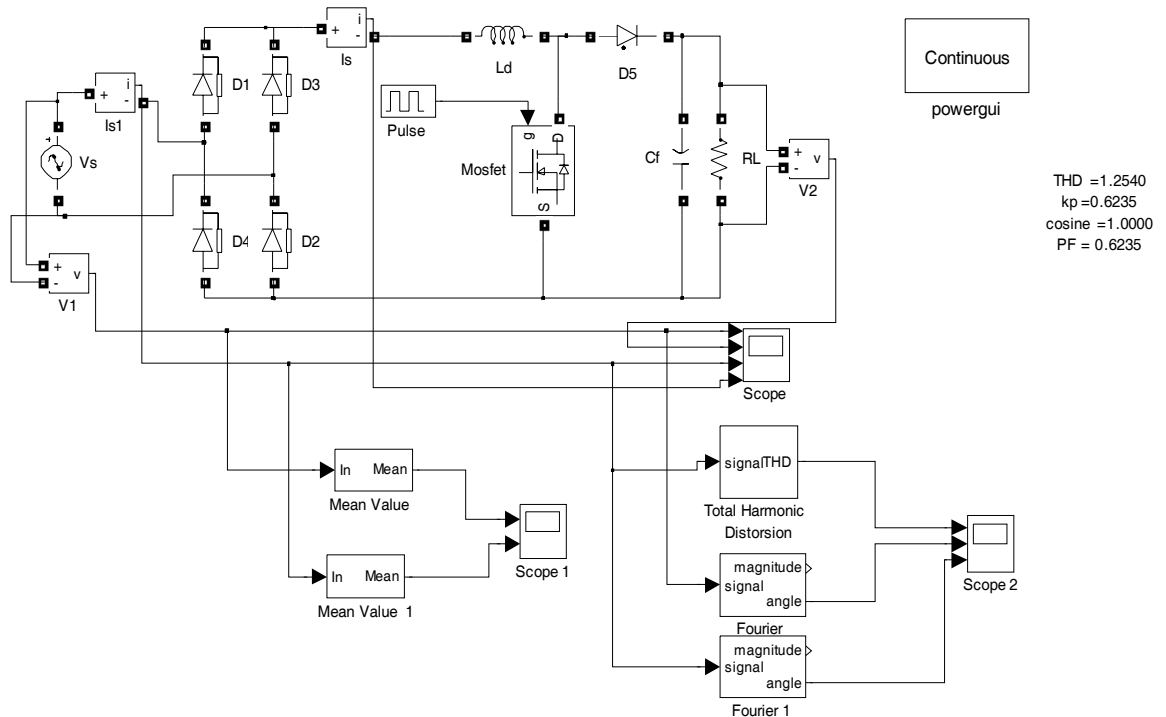 i
+
-
Is
Ld
D5
Continuous
powergui
i
+
-
Is1
D1
D3
Pulse
g
D
S
Mosfet
Cf
RL
+
-
v
V2
+
Vs
THD =1.2540
kp =0.6235
cosine =1.0000
PF = 0.6235
D4
D2
+
-
v
V1
Scope
In Mean
Mean Value
Scope 1
In Mean
Mean Value 1
signal THD
Total Harmonic
Distorsion
magnitude
signal
angle
Fourier
Scope 2
magnitude
signal
angle
Fourier 1